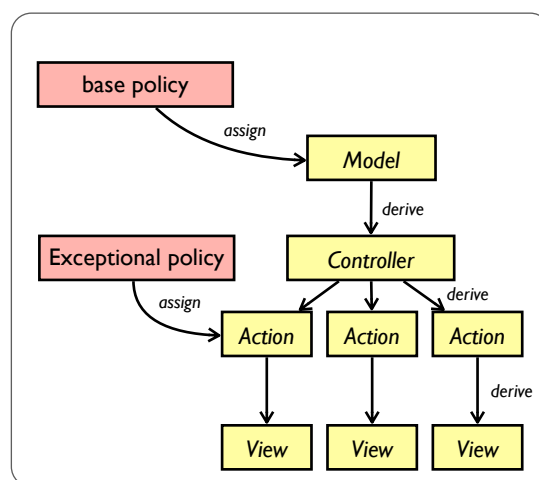 base policy
assign
Model
derive
Exceptional policy
Controller
assign
derive
Action
Action
Action
derive
View
View
View